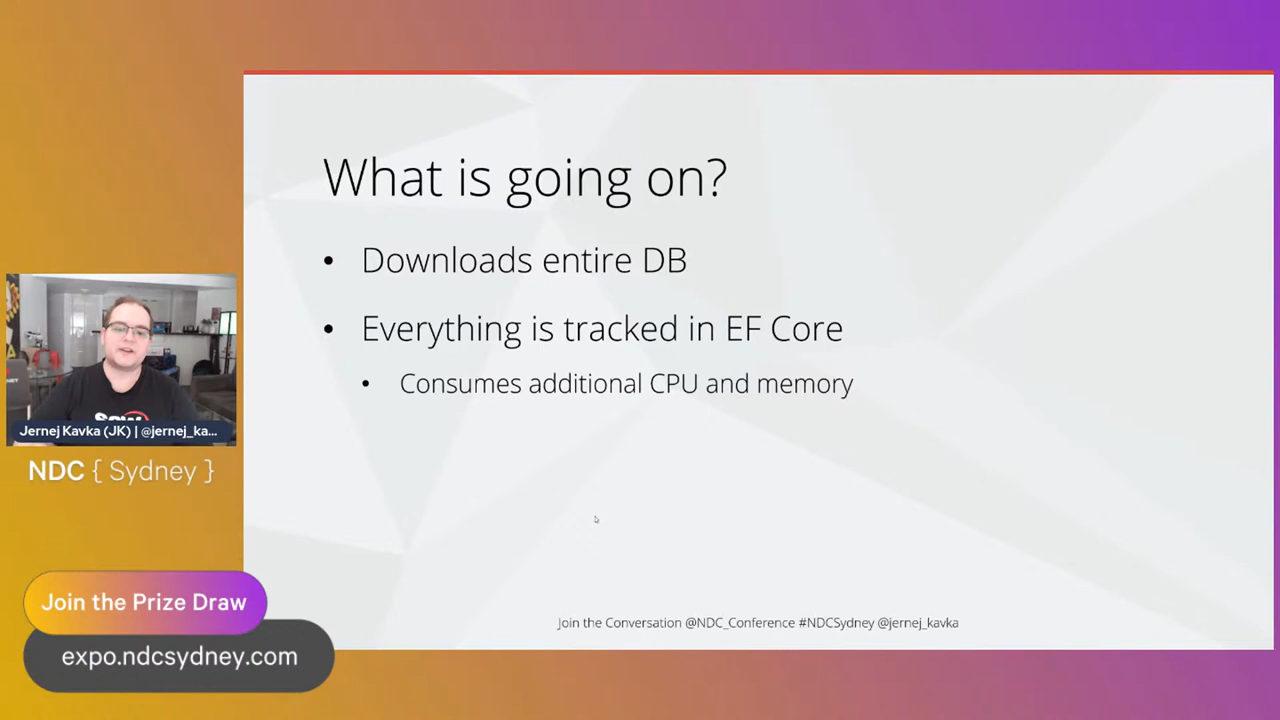 What is going on?
• Downloads entire DB
• Everything is tracked in EF Core
• Consumes additional CPU and memory
Jernej Kavka (JK) | @jernej_ka...
NDC { Sydney }
Join the Prize Draw
expo.ndcsydney.com
Join the Conversation @NDC_Conference #NDCSydney @jernej_kavka